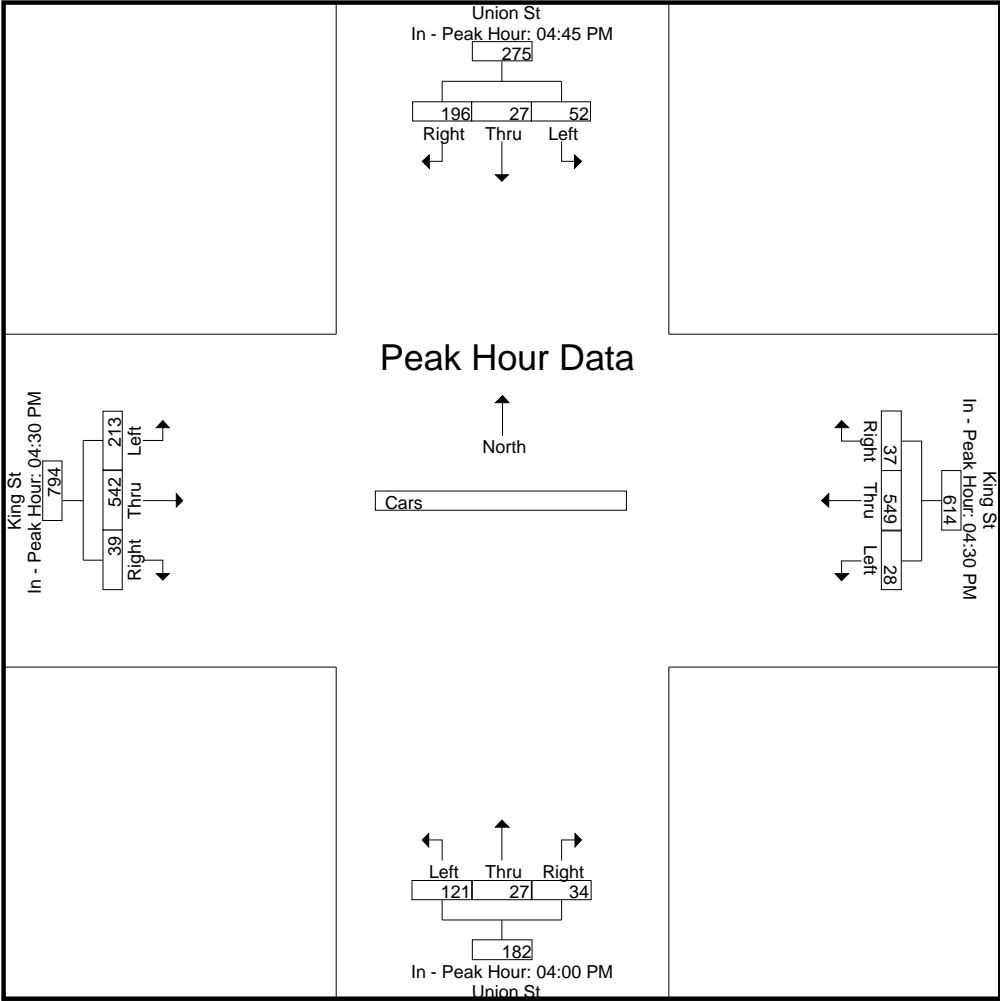 Union St
In - Peak Hour: 04:45 PM
275
196 27 52
Right Thru Left
Peak Hour Data
North
Cars
King St
In - Peak Hour: 04:30 PM
794
213 542 39
Left Thru Right
King St
In - Peak Hour: 04:30 PM
614
37 549 28
Right Thru Left
Left Thru Right
121 27 34
182
In - Peak Hour: 04:00 PM
Union St